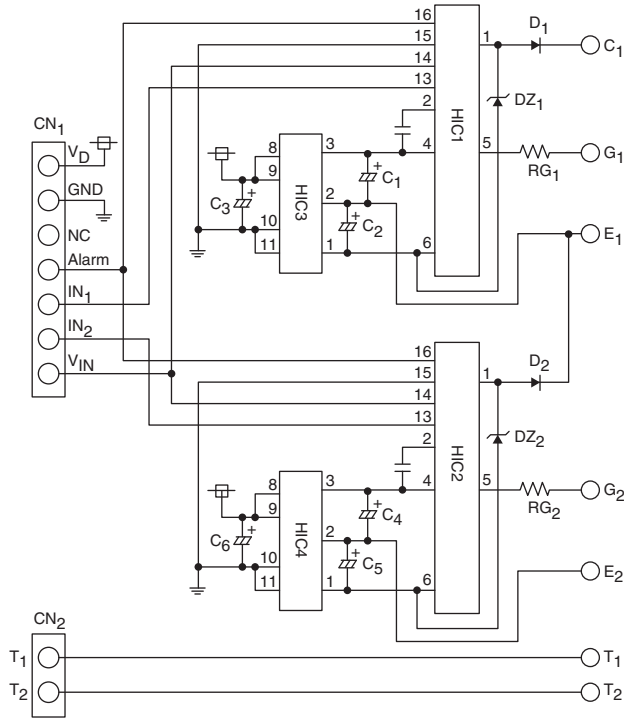 CN₁
V_D
GND
NC
Alarm
IN₁
IN₂
V_IN
16
15
14
13
2
4
6
HIC1
1
5
D₁
DZ₁
RG₁
C₁
G₁
E₁
8
9
10
11
HIC3
3
2
1
+
C₃
+
C₁
+
C₂
16
15
14
13
2
4
6
HIC2
1
5
D₂
DZ₂
RG₂
G₂
E₂
8
9
10
11
HIC4
3
2
1
+
C₆
+
C₄
+
C₅
CN₂
T₁
T₁
T₂
T₂